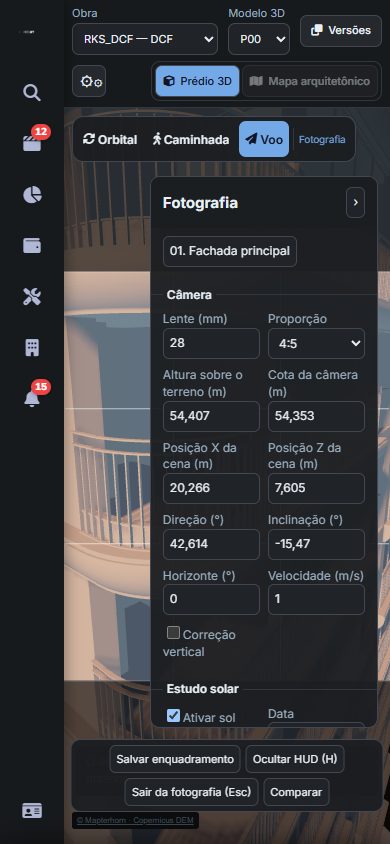 Obra
Modelo 3D
RKS_DCF — DCF
P00
Versões
Prédio 3D
Mapa arquitetônico
12
Orbital
Caminhada
Voo
Fotografia
Fotografia
01. Fachada principal
Câmera
Lente (mm)
Proporção
28
4:5
Altura sobre o
terreno (m)
Cota da câmera
(m)
54,407
54,353
Posição X da
cena (m)
Posição Z da
cena (m)
20,266
7,605
Direção (°)
Inclinação (°)
42,614
-15,47
Horizonte (°)
Velocidade (m/s)
0
1
Correção
vertical
15
Estudo solar
Ativar sol
Data
Salvar enquadramento
Ocultar HUD (H)
Sair da fotografia (Esc)
Comparar
© Mapterhorn · Copernicus DEM